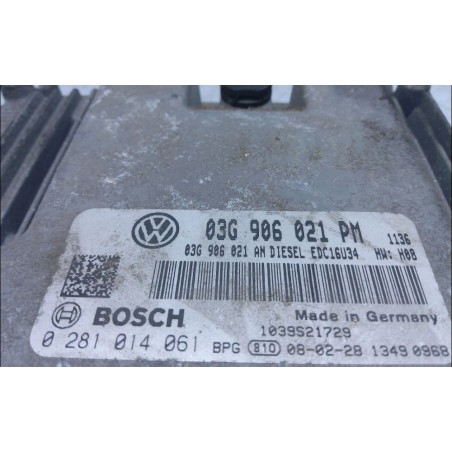 03G 906 021 PM 1136
03G 906 021 AM DIESEL EDC16U34 HW: H08
Made in Germany
BOSCH 1039S21729
0 281 014 061 BPG 810 08-02-28 1349 0968